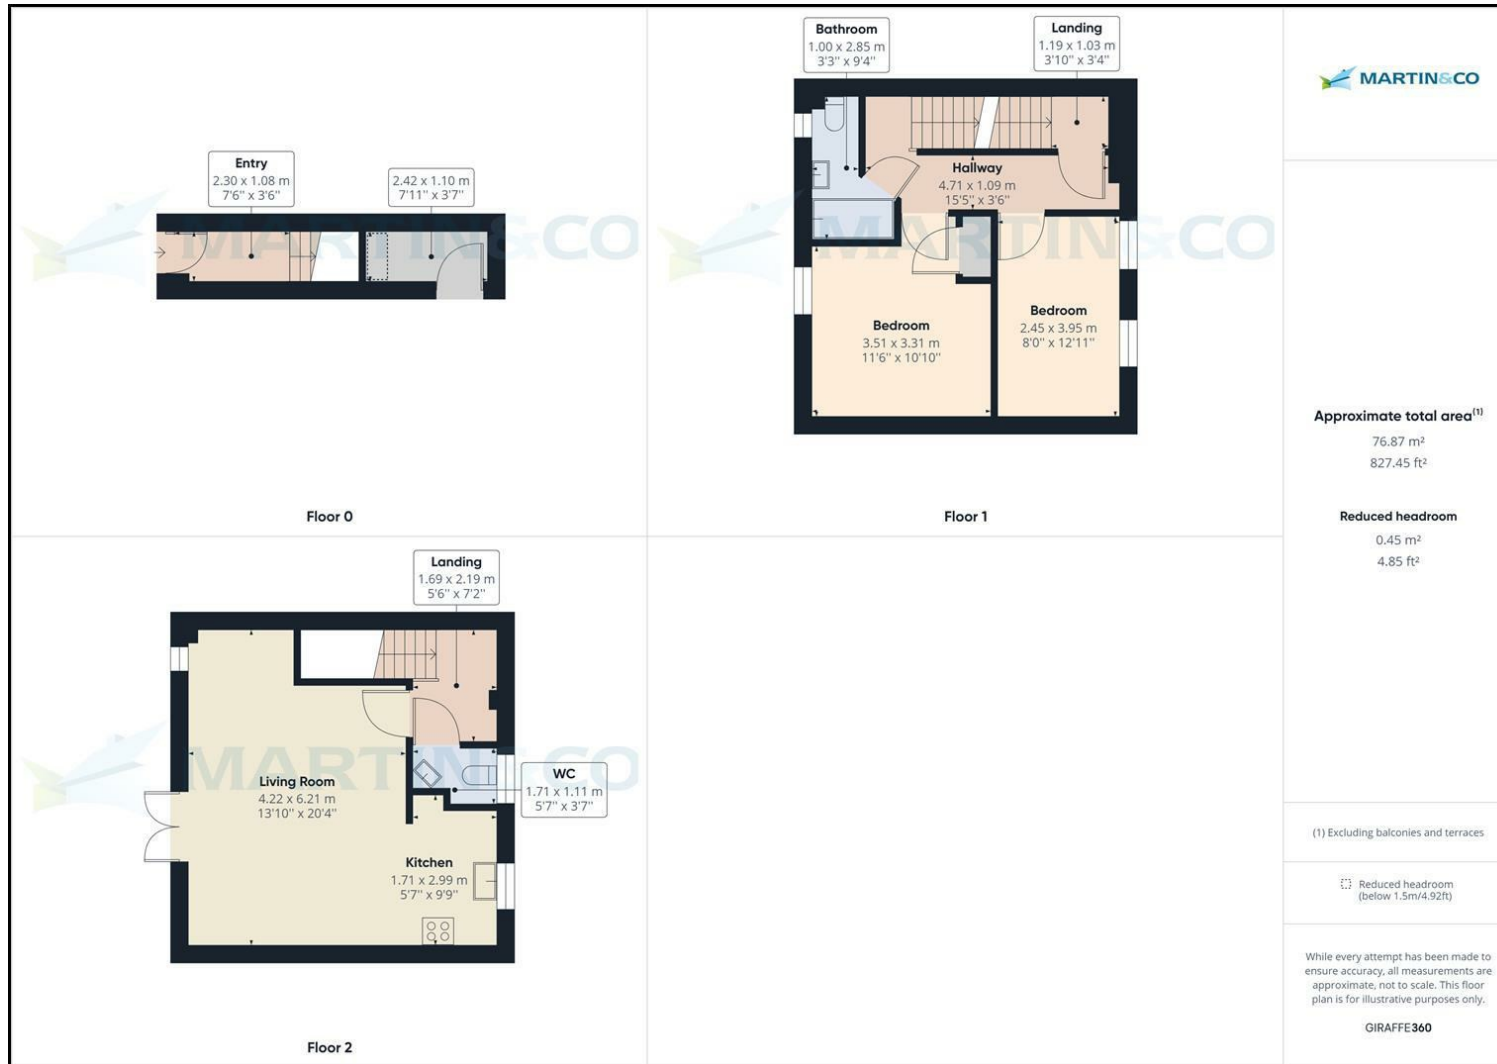 Entry
2.30 x 1.08 m
7'6" x 3'6"
2.42 x 1.10 m
7'11" x 3'7"
MARTIN&CO
Floor 0
Bathroom
1.00 x 2.85 m
3'3" x 9'4"
Landing
1.19 x 1.03 m
3'10" x 3'4"
Hallway
4.71 x 1.09 m
15'5" x 3'6"
MARTIN&CO
Bedroom
3.51 x 3.31 m
11'6" x 10'10"
Bedroom
2.45 x 3.95 m
8'0" x 12'11"
Floor 1
Landing
1.69 x 2.19 m
5'6" x 7'2"
MARTIN&CO
Living Room
4.22 x 6.21 m
13'10" x 20'4"
WC
1.71 x 1.11 m
5'7" x 3'7"
Kitchen
1.71 x 2.99 m
5'7" x 9'9"
Floor 2
MARTIN&CO
Approximate total area(1)
76.87 m²
827.45 ft²
Reduced headroom
0.45 m²
4.85 ft²
(1) Excluding balconies and terraces
Reduced headroom
(below 1.5m/4.92ft)
While every attempt has been made to
ensure accuracy, all measurements are
approximate, not to scale. This floor
plan is for illustrative purposes only.
GIRAFFE360